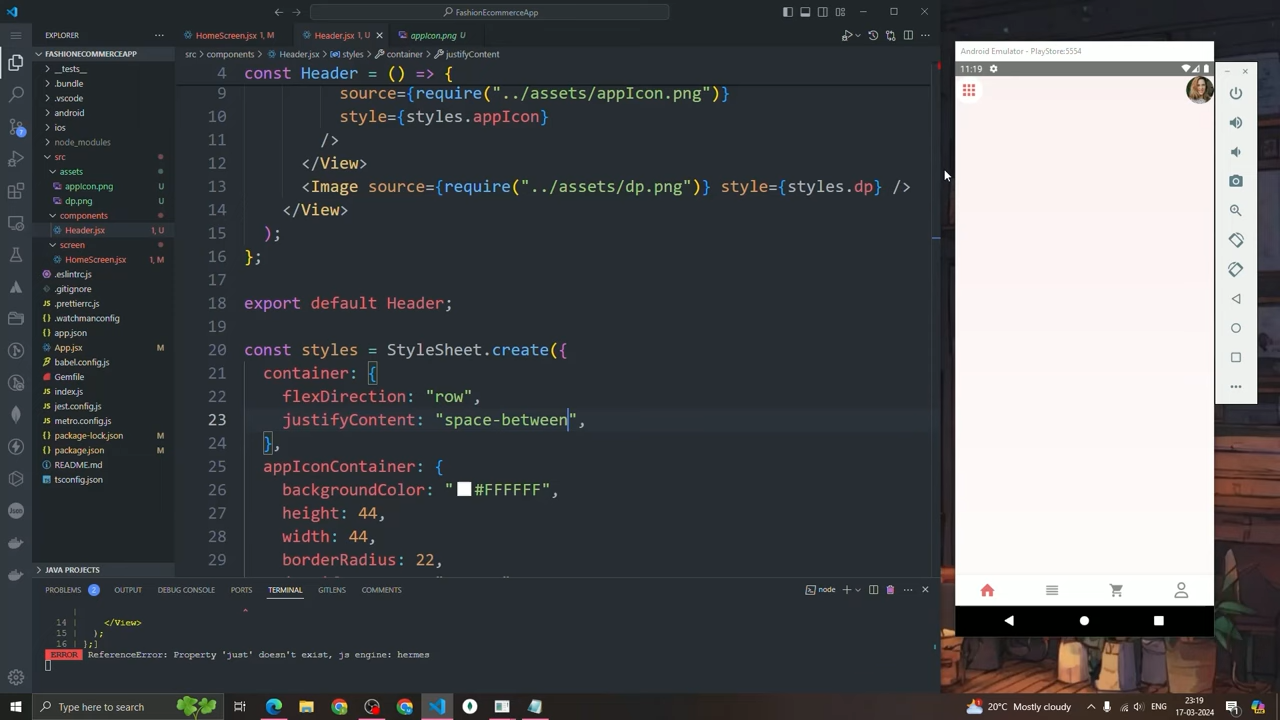 FashionEcommerceApp
EXPLORER
HomeScreen.jsx 1, M
Header.jsx 1, U
appIcon.png U
FASHIONECOMMERCEAPP
src > components > Header.jsx > styles > container > justifyContent
__tests__
.bundle
.vscode
android
ios
node_modules
src
assets
appIcon.png U
dp.png U
components
Header.jsx 1, U
screen
HomeScreen.jsx 1, M
.eslintrc.js
.gitignore
.prettierrc.js
.watchmanconfig
app.json
App.jsx M
babel.config.js
Gemfile
index.js
jest.config.js
metro.config.js
package-lock.json M
package.json M
README.md
tsconfig.json
JAVA PROJECTS
4 const Header = () => {
9 source={require("../assets/appIcon.png")}
10 style={styles.appIcon}
11 />
12 </View>
13 <Image source={require("../assets/dp.png")} style={styles.dp} />
14 </View>
15 );
16 };
17
18 export default Header;
19
20 const styles = StyleSheet.create({
21 container: {
22 flexDirection: "row",
23 justifyContent: "space-between",
24 },
25 appIconContainer: {
26 backgroundColor: "#FFFFFF",
27 height: 44,
28 width: 44,
29 borderRadius: 22,
PROBLEMS 2 OUTPUT DEBUG CONSOLE PORTS TERMINAL GITLENS COMMENTS
node
| ^
14 | </View>
15 | );
16 | };]
ERROR ReferenceError: Property 'just' doesn't exist, js engine: hermes
Android Emulator - PlayStore:5554
11:19
Type here to search
20°C Mostly cloudy
ENG
23:19
17-03-2024